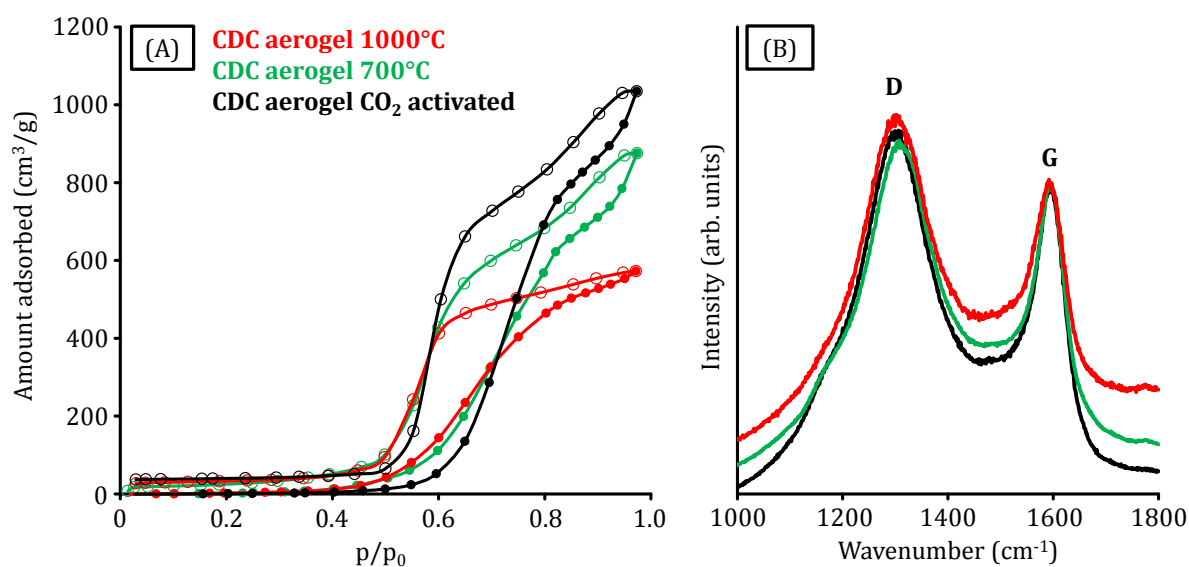 (A)
CDC aerogel 1000°C
CDC aerogel 700°C
CDC aerogel CO₂ activated
Amount adsorbed (cm³/g)
1200
1000
800
600
400
200
0
0 0.2 0.4 0.6 0.8 1.0
p/p₀
(B)
D
G
Intensity (arb. units)
1000 1200 1400 1600 1800
Wavenumber (cm⁻¹)